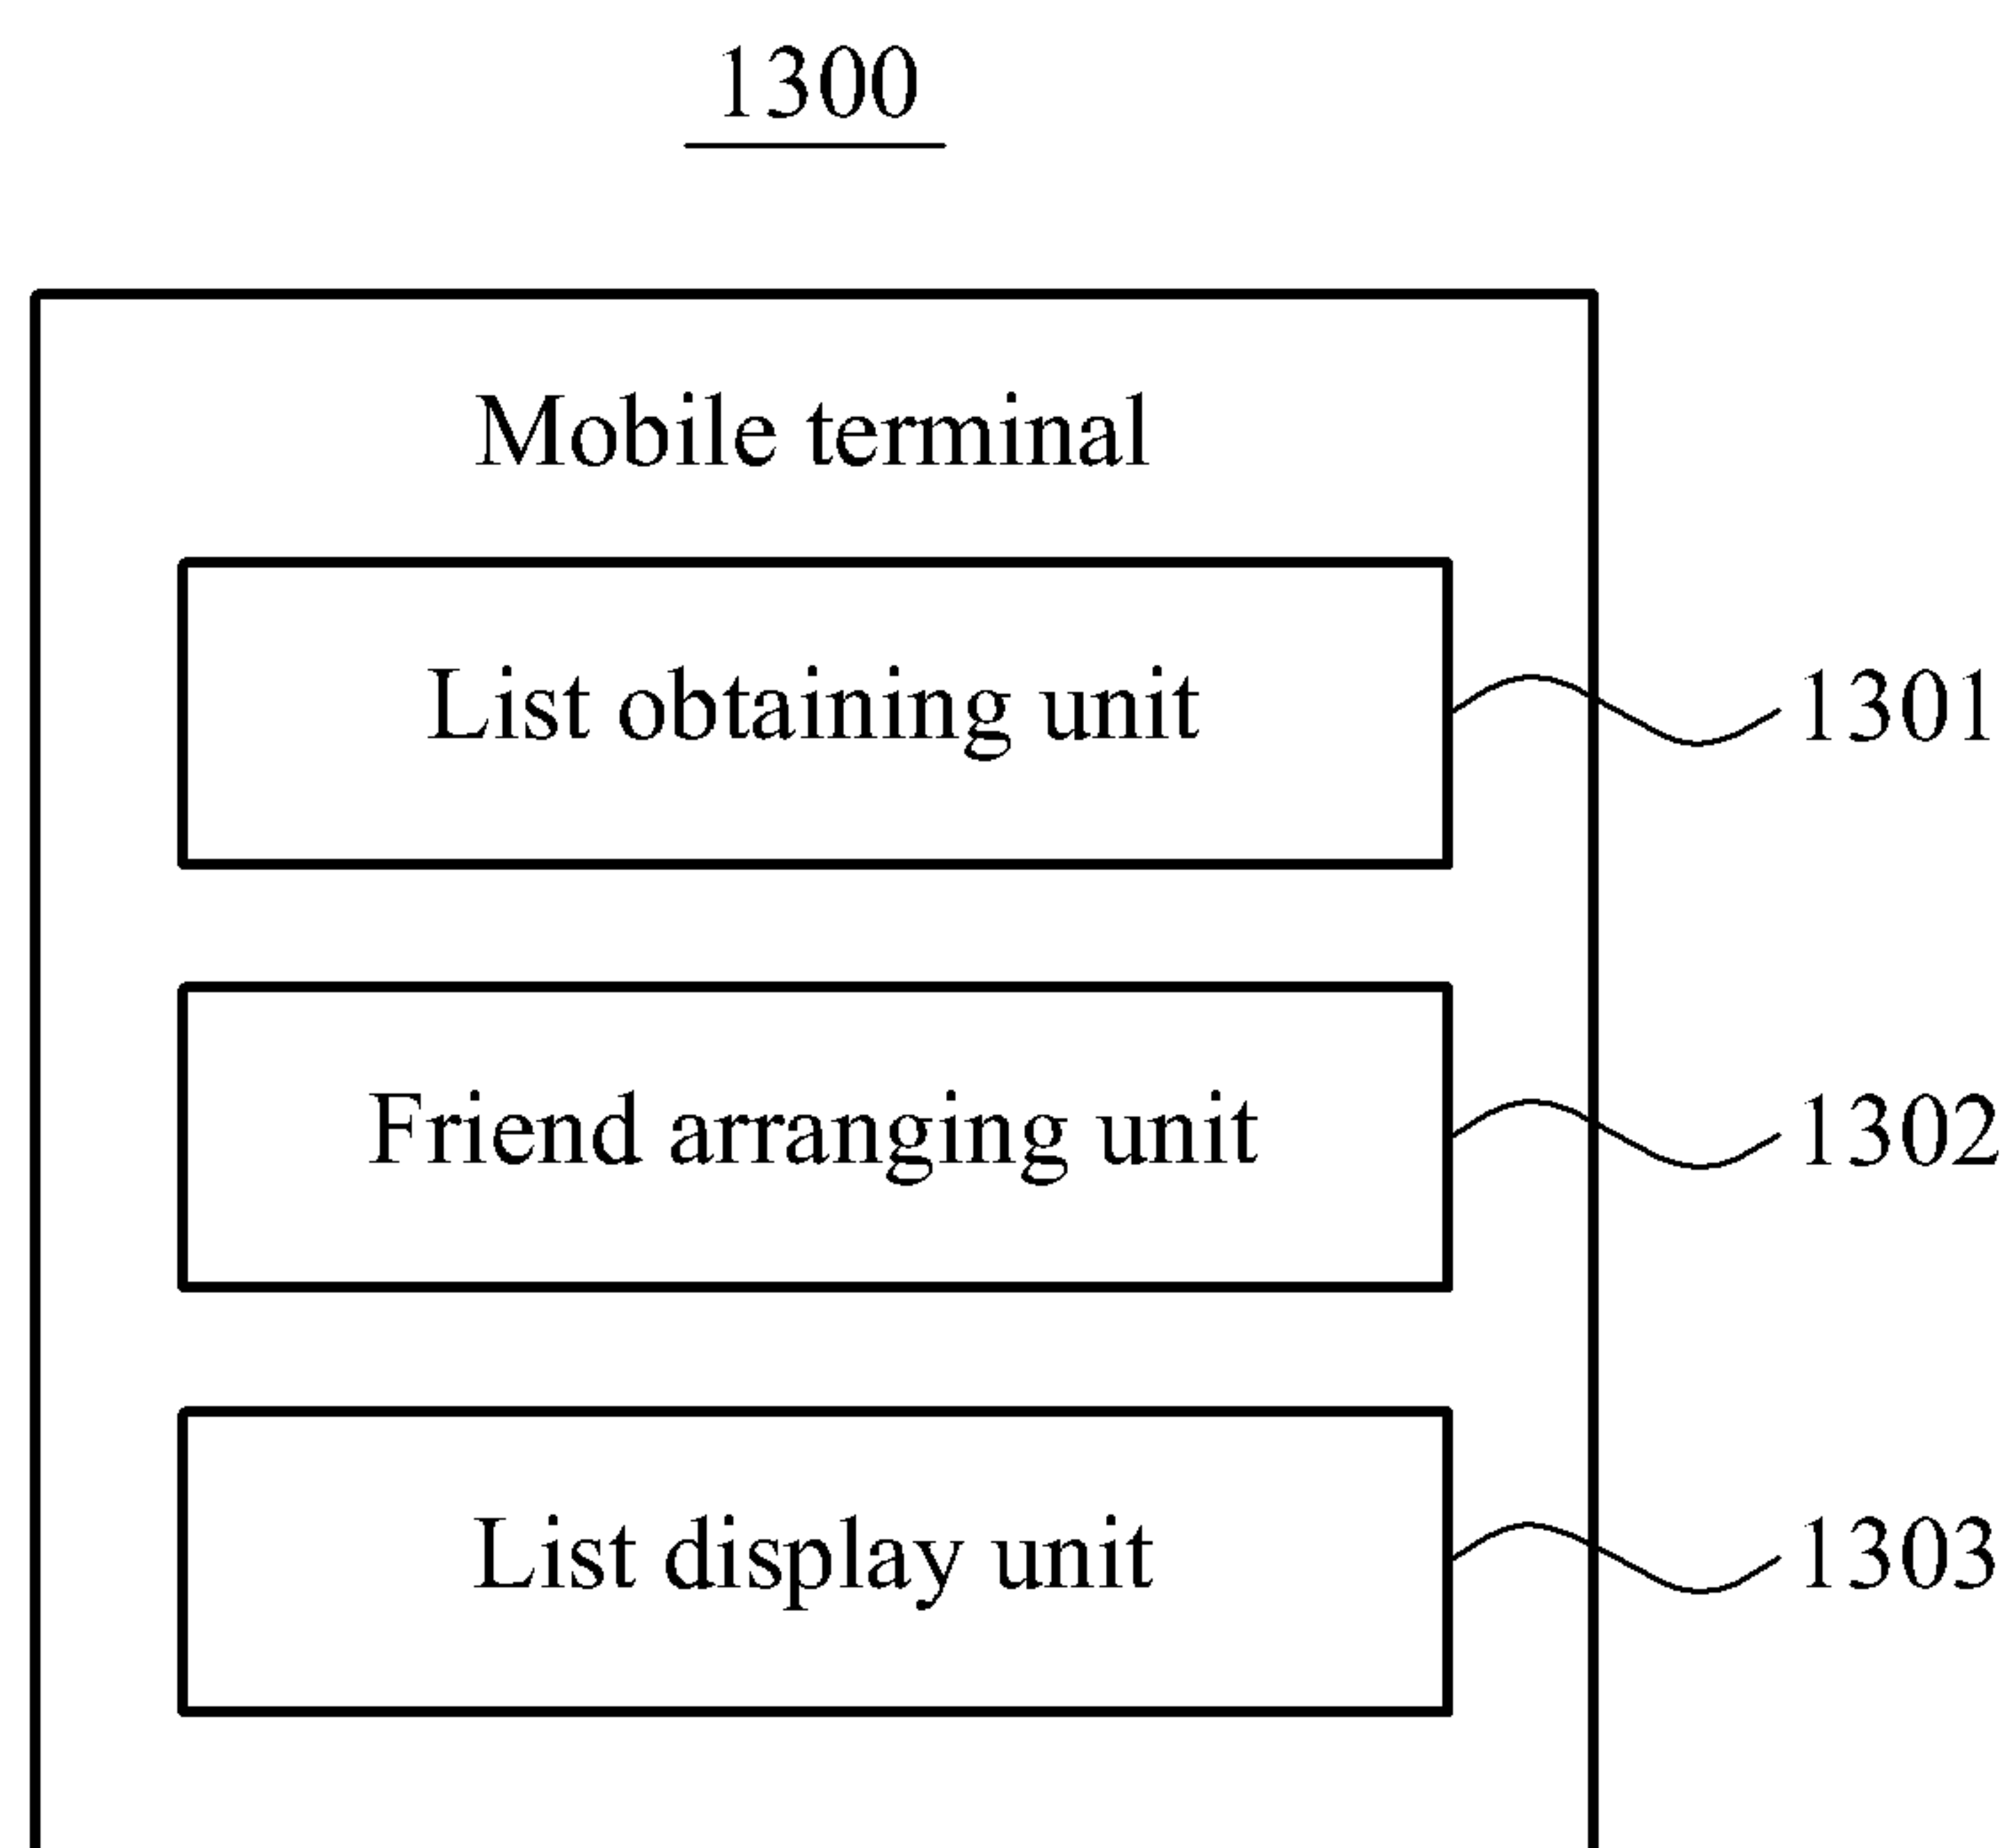 1300
Mobile terminal
List obtaining unit
1301
Friend arranging unit
1302
List display unit
1303